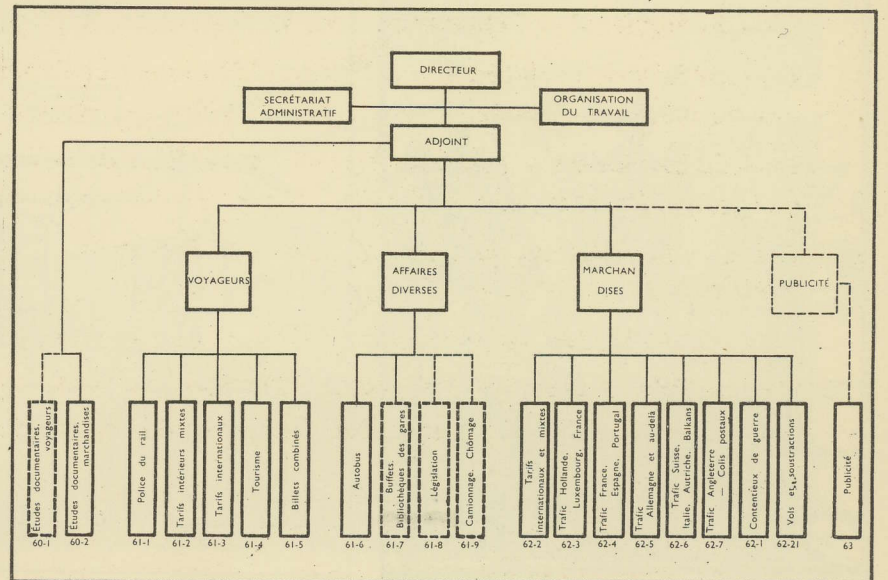 DIRECTEUR
SECRÉTARIAT
ADMINISTRATIF
ORGANISATION
DU TRAVAIL
ADJOINT
VOYAGEURS
AFFAIRES
DIVERSES
MARCHAN
DISES
PUBLICITÉ
Études documentaires,
voyageurs
60-1
Études documentaires,
marchandises
60-2
Police du rail
61-1
Tarifs intérieurs mixtes
61-2
Tarifs internationaux
61-3
Tourisme
61-4
Billets combinés
61-5
Autobus
61-6
Buffets.
Bibliothèques des gares
61-7
Législation
61-8
Camionnage. Chômage
61-9
Tarifs
internationaux et mixtes
62-2
Trafic Hollande,
Luxembourg, France
62-3
Trafic France,
Espagne, Portugal
62-4
Trafic
Allemagne et au-delà
62-5
Trafic Suisse,
Italie, Autriche, Balkans
62-6
Trafic Angleterre
— Colis postaux
62-7
Contentieux de guerre
62-1
Vols et soustractions
62-21
Publicité
63